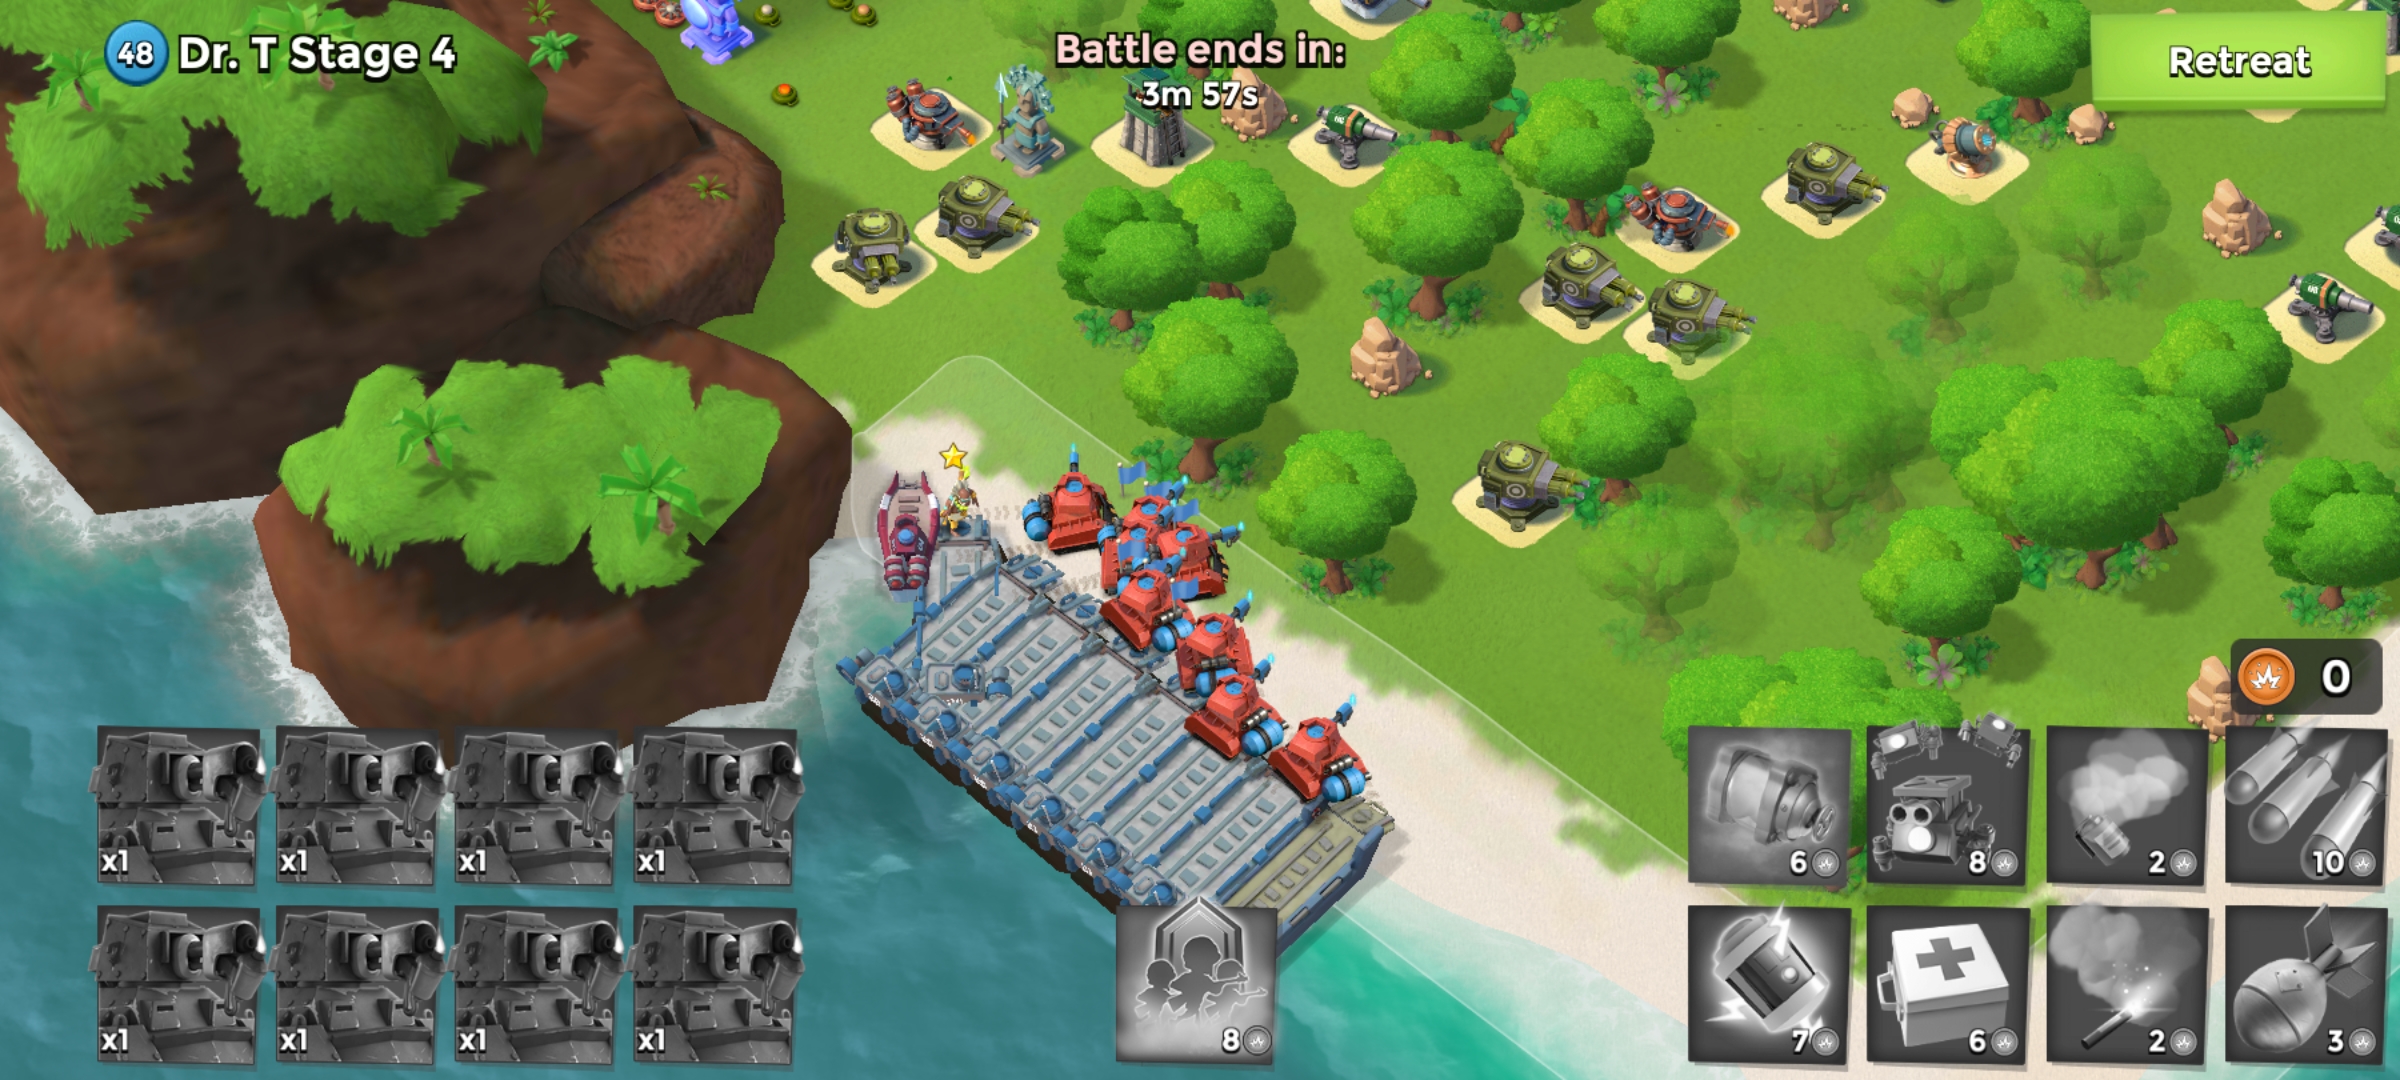 48 Dr. T Stage 4
Battle ends in:
3m 57s
Retreat
0
x1 x1 x1 x1
6 8 2 10
x1 x1 x1 x1
8
7 6 2 3